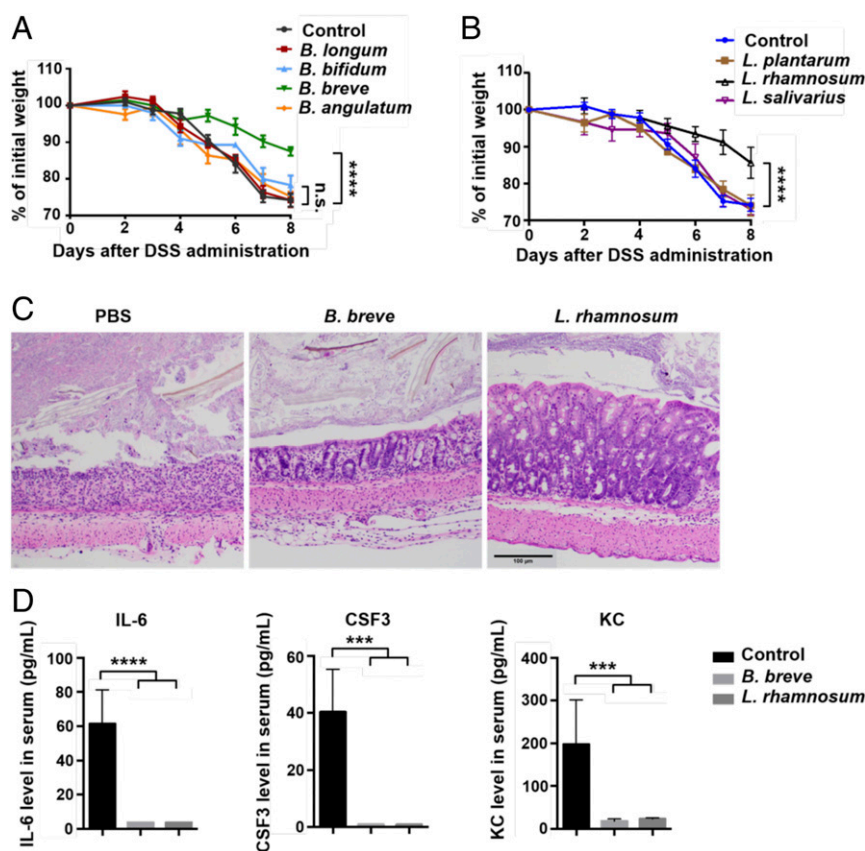 A
Control
B. longum
B. bifidum
B. breve
B. angulatum
110
100
90
80
70
% of initial weight
0 2 4 6 8
Days after DSS administration
n.s.
****
B
Control
L. plantarum
L. rhamnosum
L. salivarius
110
100
90
80
70
% of initial weight
0 2 4 6 8
Days after DSS administration
****
C
PBS
B. breve
L. rhamnosum
100 µm
D
IL-6
IL-6 level in serum (pg/mL)
80
60
40
20
0
****
CSF3
CSF3 level in serum (pg/mL)
60
40
20
0
***
KC
KC level in serum (pg/mL)
400
300
200
100
0
***
Control
B. breve
L. rhamnosum